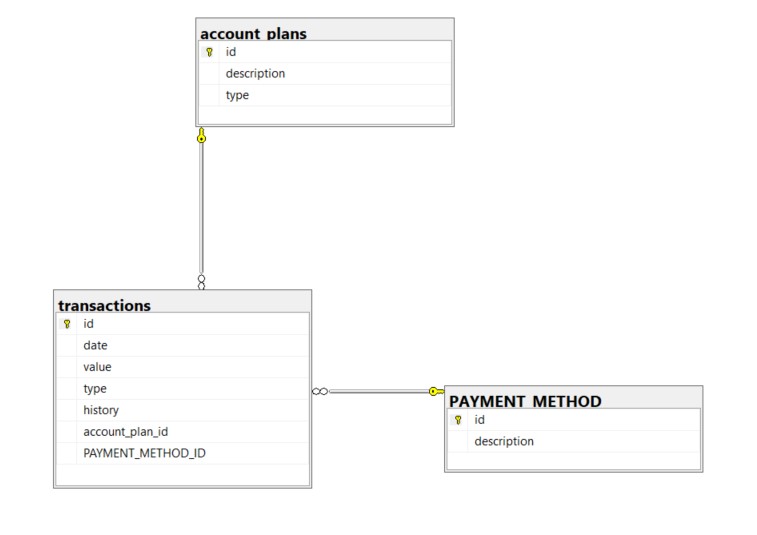 account_plans
id
description
type
transactions
id
date
value
type
history
account_plan_id
PAYMENT_METHOD_ID
PAYMENT_METHOD
id
description